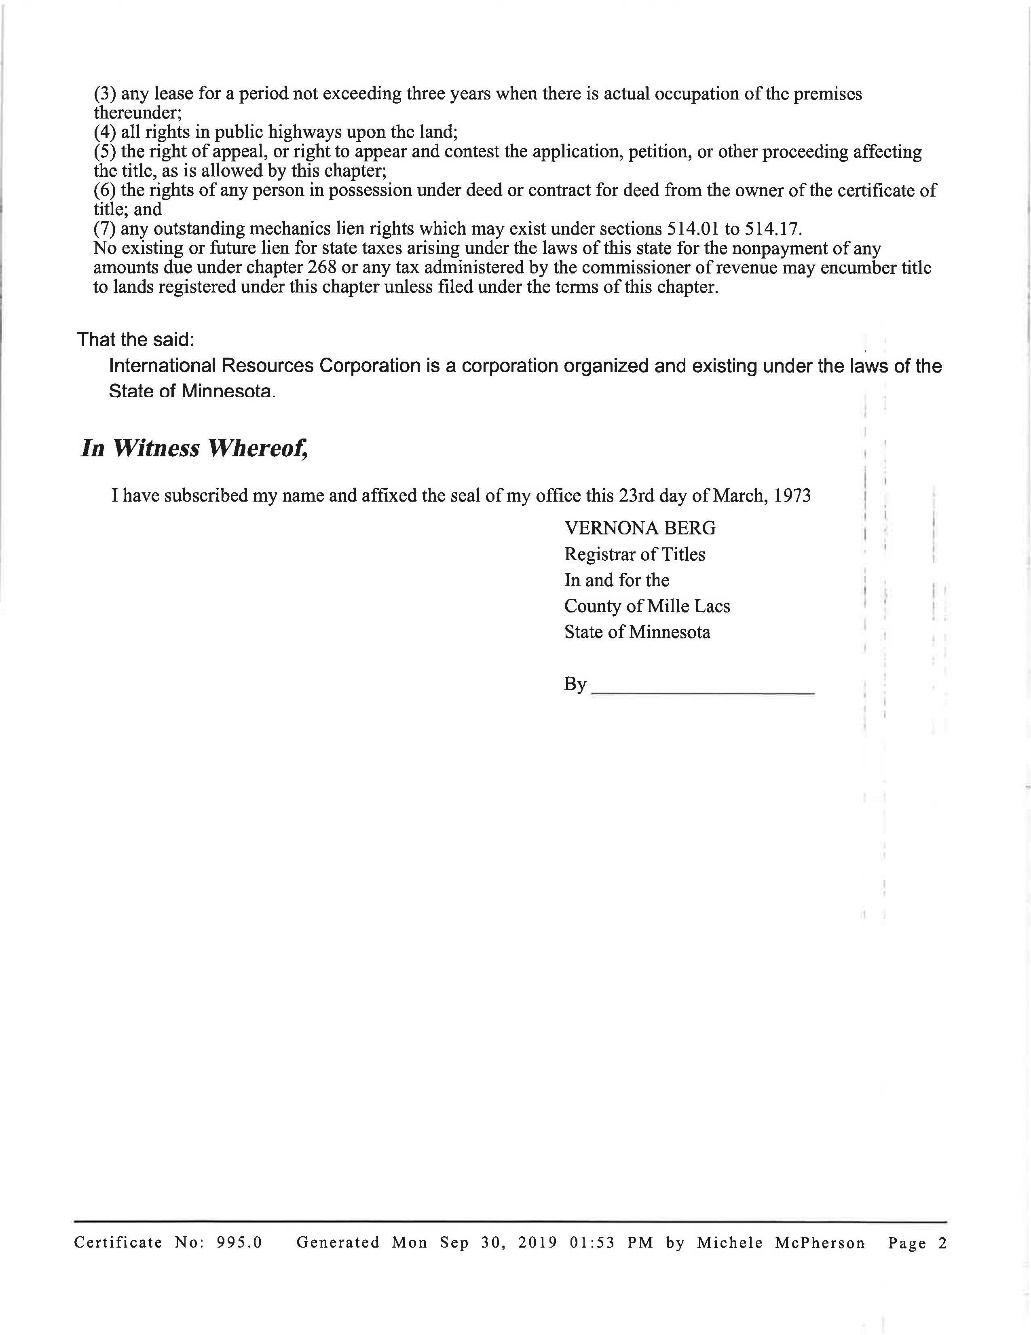 (3) any lease for a period not exceeding three years when there is actual occupation of the premises
thereunder;
(4) all rights in public highways upon the land;
(5) the right of appeal, or right to appear and contest the application, petition, or other proceeding affecting
the title, as is allowed by this chapter;
(6) the rights of any person in possession under deed or contract for deed from the owner of the certificate of
title; and
(7) any outstanding mechanics lien rights which may exist under sections 514.01 to 514.17.
No existing or future lien for state taxes arising under the laws of this state for the nonpayment of any
amounts due under chapter 268 or any tax administered by the commissioner of revenue may encumber title
to lands registered under this chapter unless filed under the terms of this chapter.
That the said:
International Resources Corporation is a corporation organized and existing under the laws of the
State of Minnesota.
In Witness Whereof,
I have subscribed my name and affixed the seal of my office this 23rd day of March, 1973
VERNONA BERG
Registrar of Titles
In and for the
County of Mille Lacs
State of Minnesota
By
Certificate No: 995.0 Generated Mon Sep 30, 2019 01:53 PM by Michele McPherson Page 2